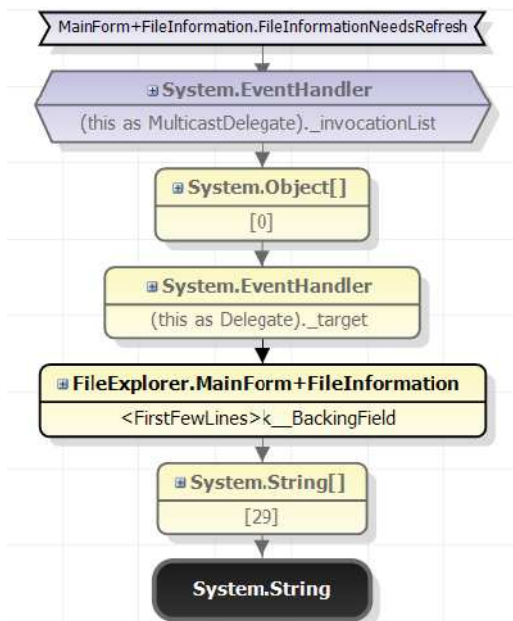 MainForm+FileInformation.FileInformationNeedsRefresh
System.EventHandler
(this as MulticastDelegate)._invocationList
System.Object[]
[0]
System.EventHandler
(this as Delegate)._target
FileExplorer.MainForm+FileInformation
<FirstFewLines>k__BackingField
System.String[]
[29]
System.String